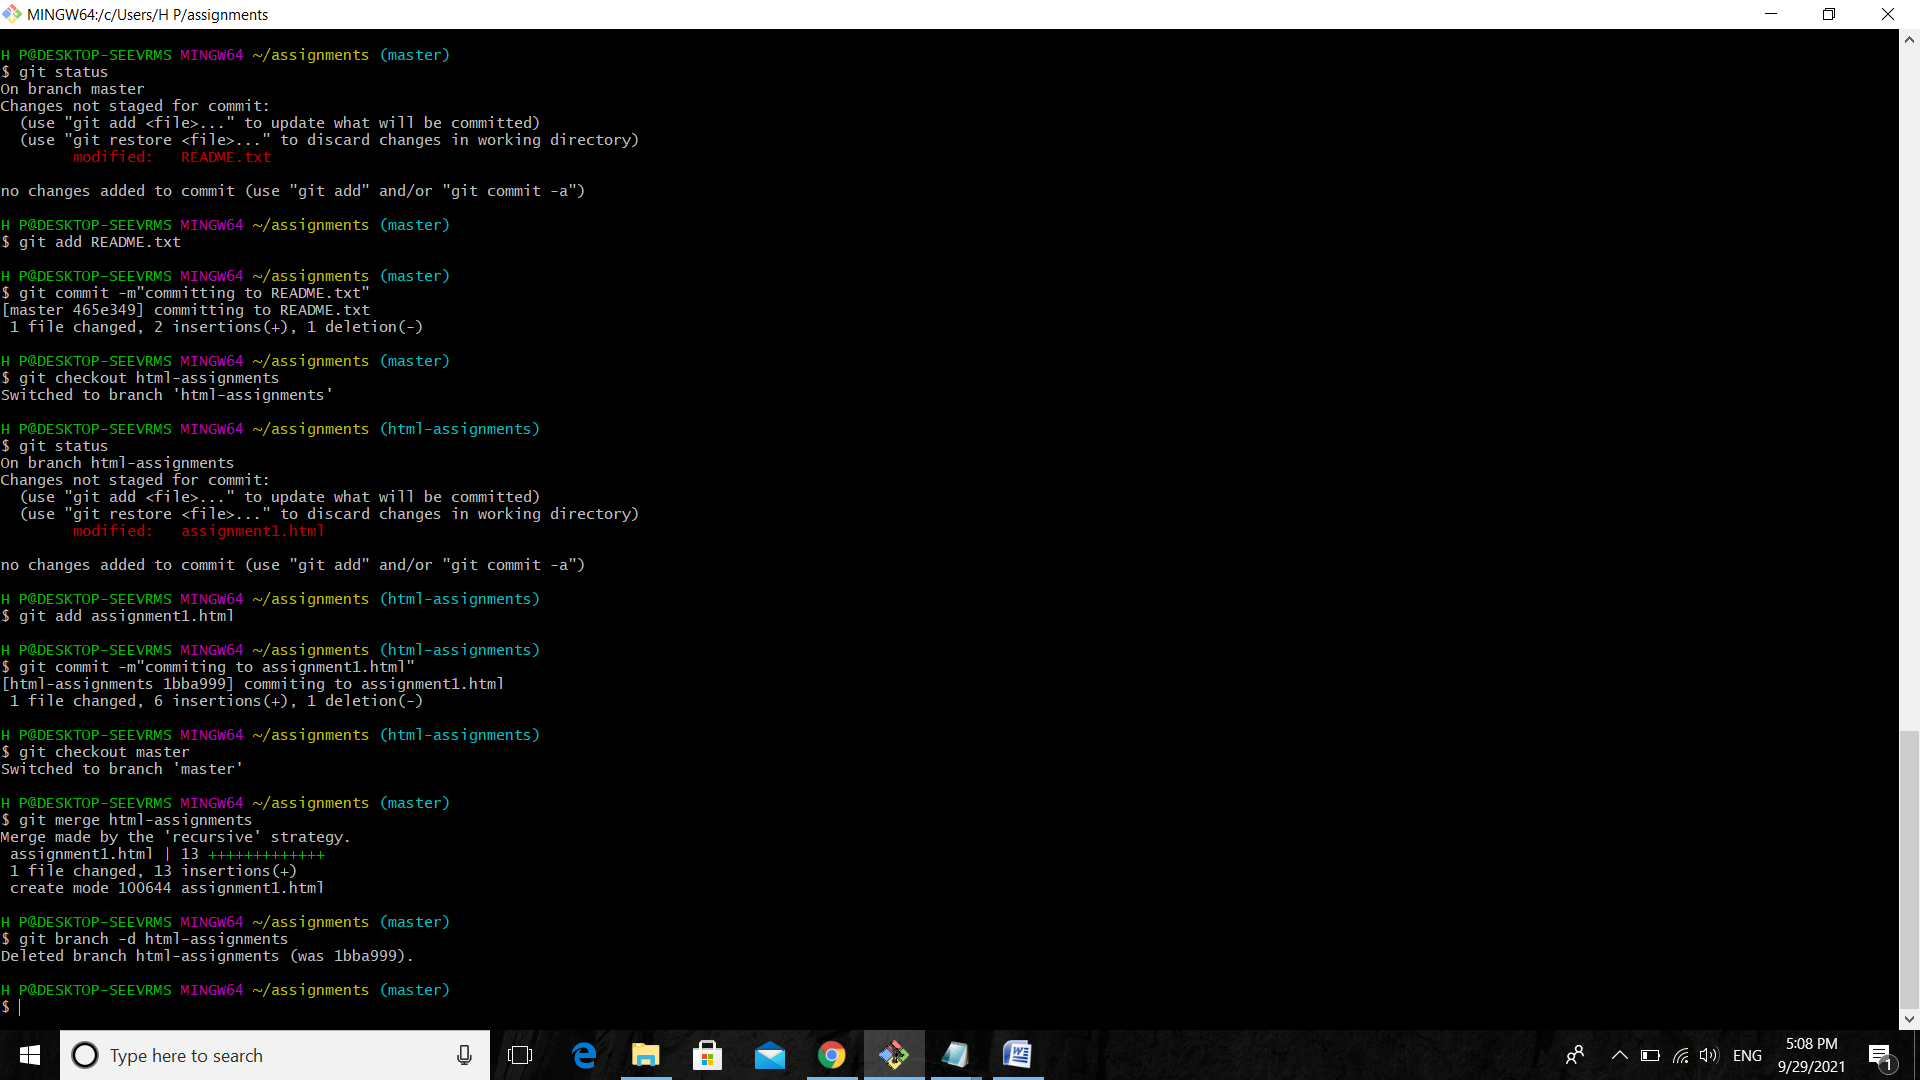 MINGW64:/c/Users/H P/assignments
H P@DESKTOP-SEEVRMS MINGW64 ~/assignments (master)
$ git status
On branch master
Changes not staged for commit:
  (use "git add <file>..." to update what will be committed)
  (use "git restore <file>..." to discard changes in working directory)
        modified:   README.txt

no changes added to commit (use "git add" and/or "git commit -a")

H P@DESKTOP-SEEVRMS MINGW64 ~/assignments (master)
$ git add README.txt

H P@DESKTOP-SEEVRMS MINGW64 ~/assignments (master)
$ git commit -m"committing to README.txt"
[master 465e349] committing to README.txt
 1 file changed, 2 insertions(+), 1 deletion(-)

H P@DESKTOP-SEEVRMS MINGW64 ~/assignments (master)
$ git checkout html-assignments
Switched to branch 'html-assignments'

H P@DESKTOP-SEEVRMS MINGW64 ~/assignments (html-assignments)
$ git status
On branch html-assignments
Changes not staged for commit:
  (use "git add <file>..." to update what will be committed)
  (use "git restore <file>..." to discard changes in working directory)
        modified:   assignment1.html

no changes added to commit (use "git add" and/or "git commit -a")

H P@DESKTOP-SEEVRMS MINGW64 ~/assignments (html-assignments)
$ git add assignment1.html

H P@DESKTOP-SEEVRMS MINGW64 ~/assignments (html-assignments)
$ git commit -m"commiting to assignment1.html"
[html-assignments 1bba999] commiting to assignment1.html
 1 file changed, 6 insertions(+), 1 deletion(-)

H P@DESKTOP-SEEVRMS MINGW64 ~/assignments (html-assignments)
$ git checkout master
Switched to branch 'master'

H P@DESKTOP-SEEVRMS MINGW64 ~/assignments (master)
$ git merge html-assignments
Merge made by the 'recursive' strategy.
 assignment1.html | 13 +++++++++++++
 1 file changed, 13 insertions(+)
 create mode 100644 assignment1.html

H P@DESKTOP-SEEVRMS MINGW64 ~/assignments (master)
$ git branch -d html-assignments
Deleted branch html-assignments (was 1bba999).

H P@DESKTOP-SEEVRMS MINGW64 ~/assignments (master)
$
Type here to search
ENG
5:08 PM
9/29/2021
1